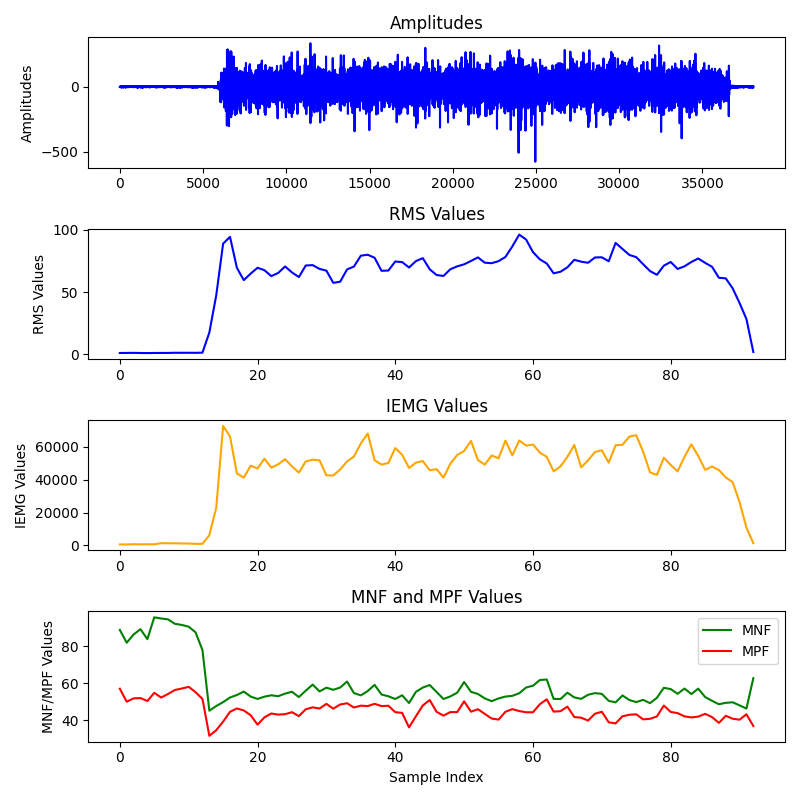 Amplitudes
Amplitudes
0
−500
0 5000 10000 15000 20000 25000 30000 35000
RMS Values
RMS Values
100
50
0
0 20 40 60 80
IEMG Values
IEMG Values
60000
40000
20000
0
0 20 40 60 80
MNF and MPF Values
MNF/MPF Values
80
60
40
MNF
MPF
0 20 40 60 80
Sample Index